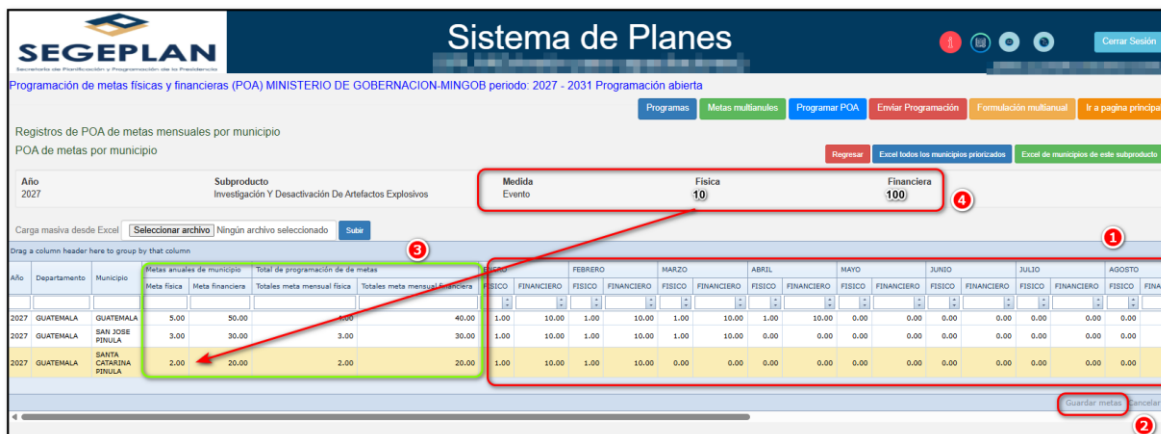 SEGEPLAN
Secretaría de Planificación y Programación de la Presidencia
Sistema de Planes
Cerrar Sesión
Programación de metas físicas y financieras (POA) MINISTERIO DE GOBERNACION-MINGOB periodo: 2027 - 2031 Programación abierta
Programas Metas multianules Programar POA Enviar Programación Formulación multianual Ir a pagina principal
Registros de POA de metas mensuales por municipio
POA de metas por municipio
Regresar Excel todos los municipios priorizados Excel de municipios de este subproducto
Año Subproducto Medida Física Financiera
2027 Investigación Y Desactivación De Artefactos Explosivos Evento 10 100
4
Carga masiva desde Excel Seleccionar archivo Ningún archivo seleccionado Subir
3
1
Drag a column header here to group by that column
Año Departamento Municipio Metas anuales de municipio Total de programación de de metas ENERO FEBRERO MARZO ABRIL MAYO JUNIO JULIO AGOSTO
Meta física Meta financiera Totales meta mensual física Totales meta mensual financiera FISICO FINANCIERO FISICO FINANCIERO FISICO FINANCIERO FISICO FINANCIERO FISICO FINANCIERO FISICO FINANCIERO FISICO FINANCIERO FISICO FINA
2027 GUATEMALA GUATEMALA 5.00 50.00 40.00 1.00 10.00 1.00 10.00 1.00 10.00 1.00 10.00 0.00 0.00 0.00 0.00 0.00 0.00 0.00
2027 GUATEMALA SAN JOSE PINULA 3.00 30.00 3.00 30.00 1.00 10.00 1.00 10.00 1.00 10.00 0.00 0.00 0.00 0.00 0.00 0.00 0.00 0.00 0.00
2027 GUATEMALA SANTA CATARINA PINULA 2.00 20.00 2.00 20.00 1.00 10.00 1.00 10.00 0.00 0.00 0.00 0.00 0.00 0.00 0.00 0.00 0.00 0.00 0.00
Guardar metas Cancelar
2